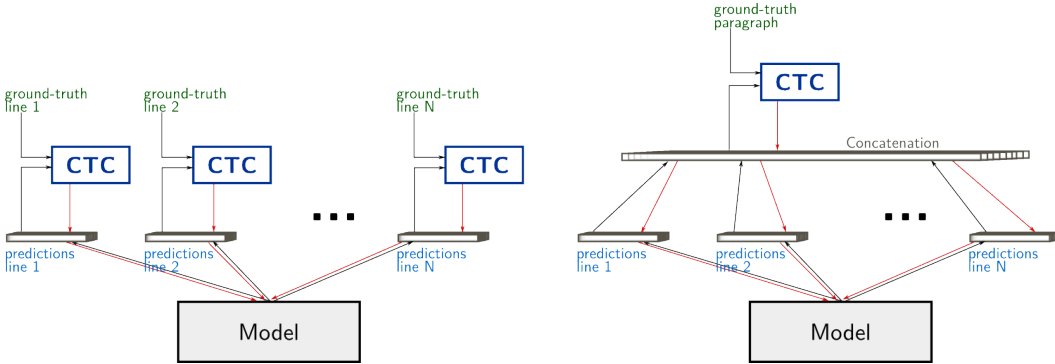 ground-truth
line 1
ground-truth
line 2
ground-truth
line N
CTC
CTC
CTC
predictions
line 1
predictions
line 2
predictions
line N
Model
ground-truth
paragraph
CTC
Concatenation
predictions
line 1
predictions
line 2
predictions
line N
Model